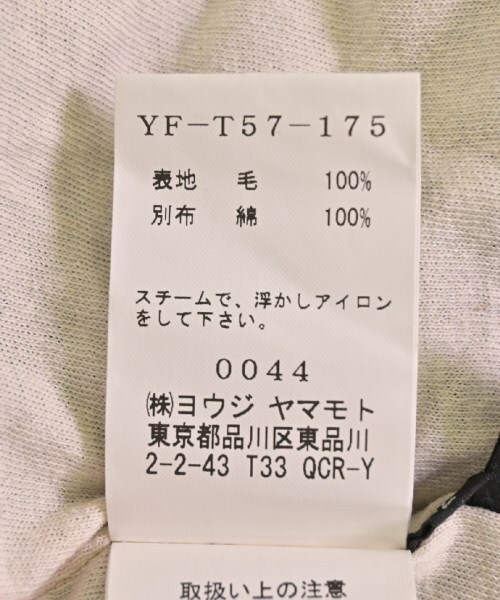 YF-T57-175
表地 毛 100%
別布 綿 100%
スチームで、浮かしアイロン
をして下さい。
0044
㈱ヨウジ ヤマモト
東京都品川区東品川
2-2-43 T33 QCR-Y
取扱い上の注意